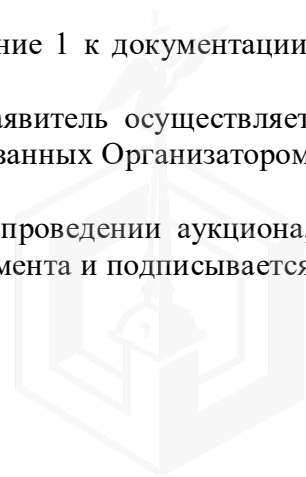 ние 1 к документации
аявитель осуществляет
ванных Организатором
проведении аукциона,
мента и подписывается